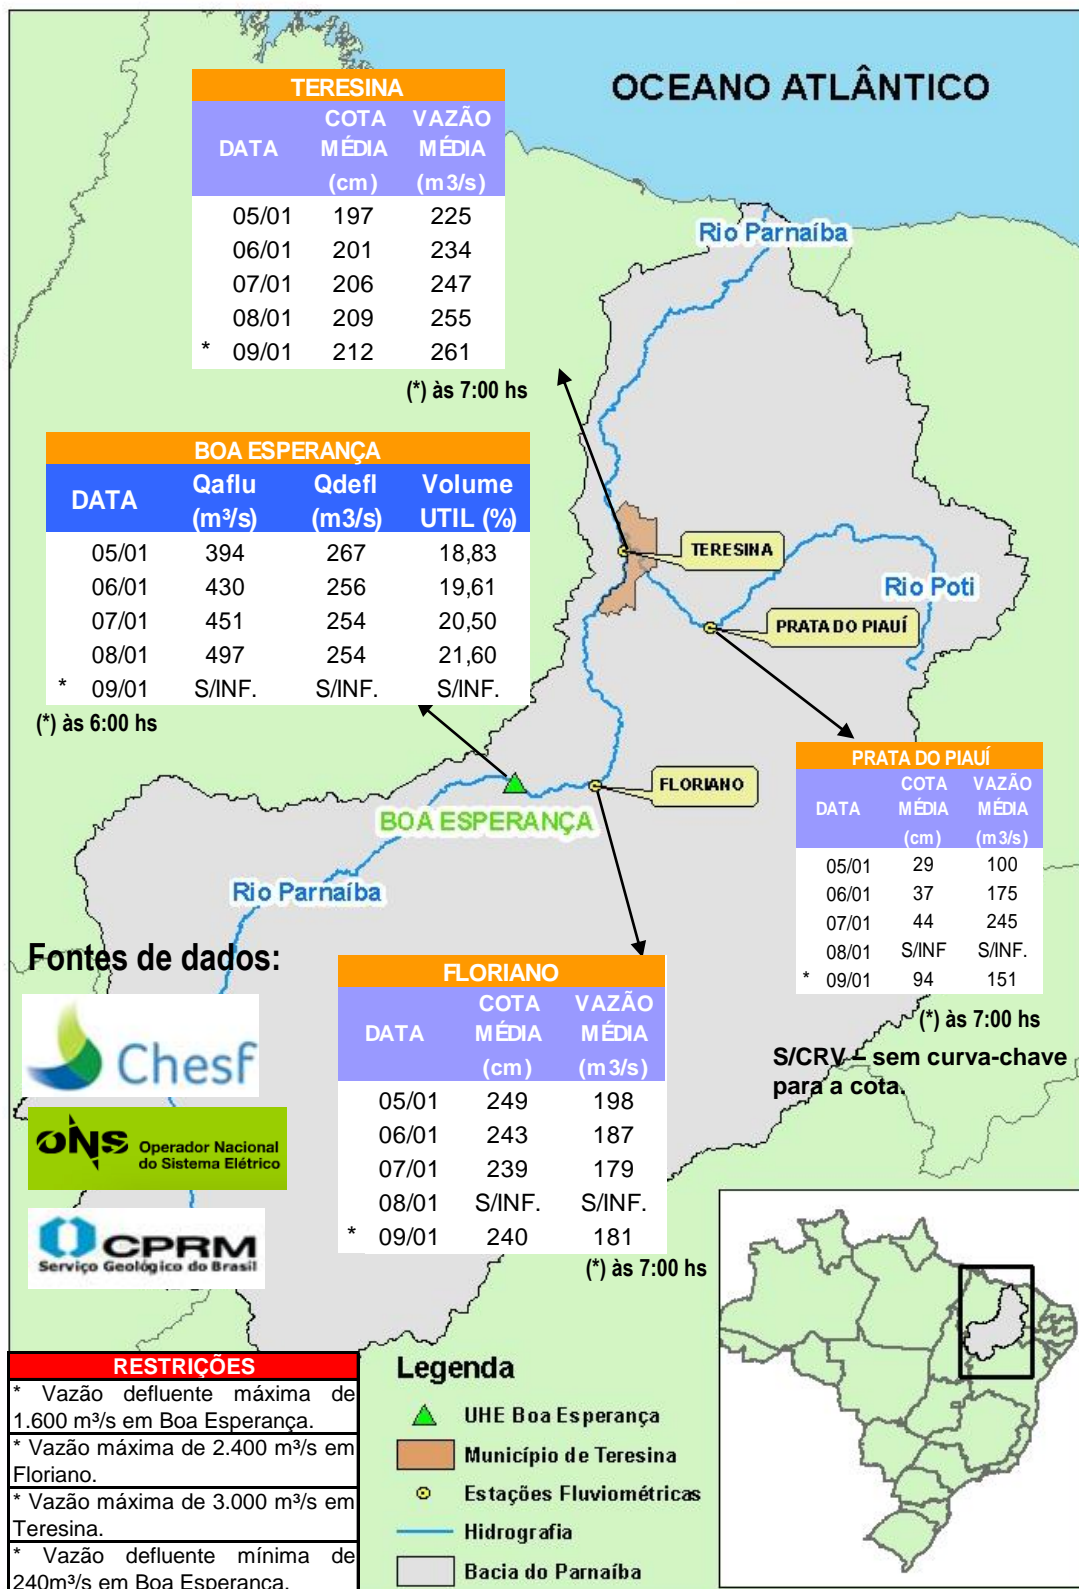 OCEANO ATLÂNTICO
TERESINA
DATA COTA MÉDIA (cm) VAZÃO MÉDIA (m3/s)
05/01 197 225
06/01 201 234
07/01 206 247
08/01 209 255
* 09/01 212 261
(*) às 7:00 hs
Rio Parnaíba
BOA ESPERANÇA
DATA Qaflu (m³/s) Qdefl (m3/s) Volume UTIL (%)
05/01 394 267 18,83
06/01 430 256 19,61
07/01 451 254 20,50
08/01 497 254 21,60
* 09/01 S/INF. S/INF. S/INF.
(*) às 6:00 hs
TERESINA
Rio Poti
PRATA DO PIAUÍ
FLORIANO
BOA ESPERANÇA
Rio Parnaíba
PRATA DO PIAUÍ
DATA COTA MÉDIA (cm) VAZÃO MÉDIA (m3/s)
05/01 29 100
06/01 37 175
07/01 44 245
08/01 S/INF S/INF.
* 09/01 94 151
(*) às 7:00 hs
S/CRV – sem curva-chave
para a cota.
Fontes de dados:
Chesf
ONS Operador Nacional
do Sistema Elétrico
CPRM
Serviço Geológico do Brasil
FLORIANO
DATA COTA MÉDIA (cm) VAZÃO MÉDIA (m3/s)
05/01 249 198
06/01 243 187
07/01 239 179
08/01 S/INF. S/INF.
* 09/01 240 181
(*) às 7:00 hs
RESTRIÇÕES
* Vazão defluente máxima de
1.600 m³/s em Boa Esperança.
* Vazão máxima de 2.400 m³/s em
Floriano.
* Vazão máxima de 3.000 m³/s em
Teresina.
* Vazão defluente mínima de
240m³/s em Boa Esperança.
Legenda
UHE Boa Esperança
Município de Teresina
Estações Fluviométricas
Hidrografia
Bacia do Parnaíba